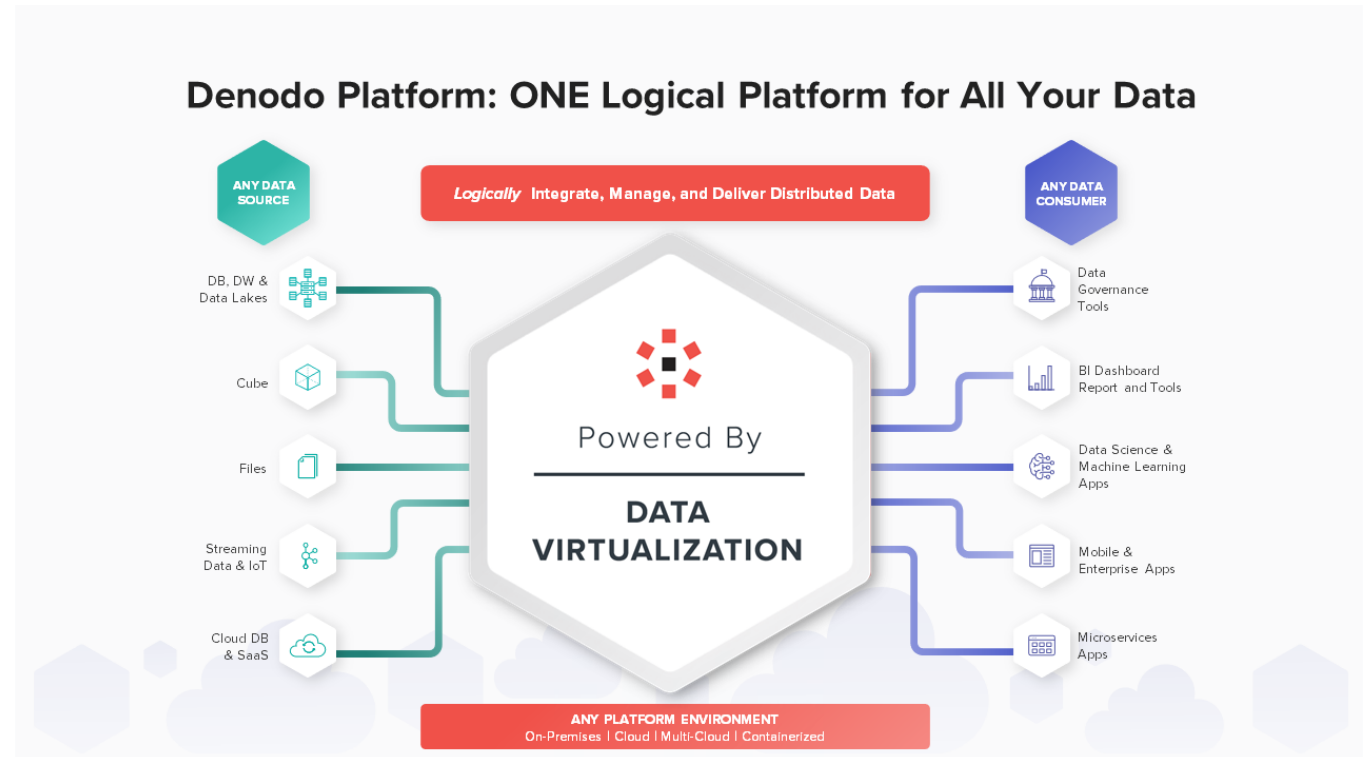 Denodo Platform: ONE Logical Platform for All Your Data
ANY DATA
SOURCE
Logically Integrate, Manage, and Deliver Distributed Data
ANY DATA
CONSUMER
DB, DW &
Data Lakes
Cube
Files
Streaming
Data & IoT
Cloud DB
& SaaS
Powered By
DATA
VIRTUALIZATION
Data
Governance
Tools
BI Dashboard
Report and Tools
Data Science &
Machine Learning
Apps
Mobile &
Enterprise Apps
Microservices
Apps
ANY PLATFORM ENVIRONMENT
On-Premises | Cloud | Multi-Cloud | Containerized